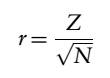 r = Z / √N